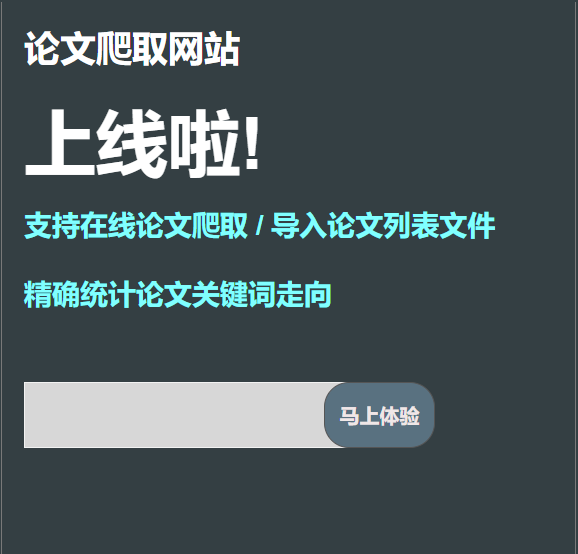 论文爬取网站
上线啦!
支持在线论文爬取 / 导入论文列表文件
精确统计论文关键词走向
马上体验